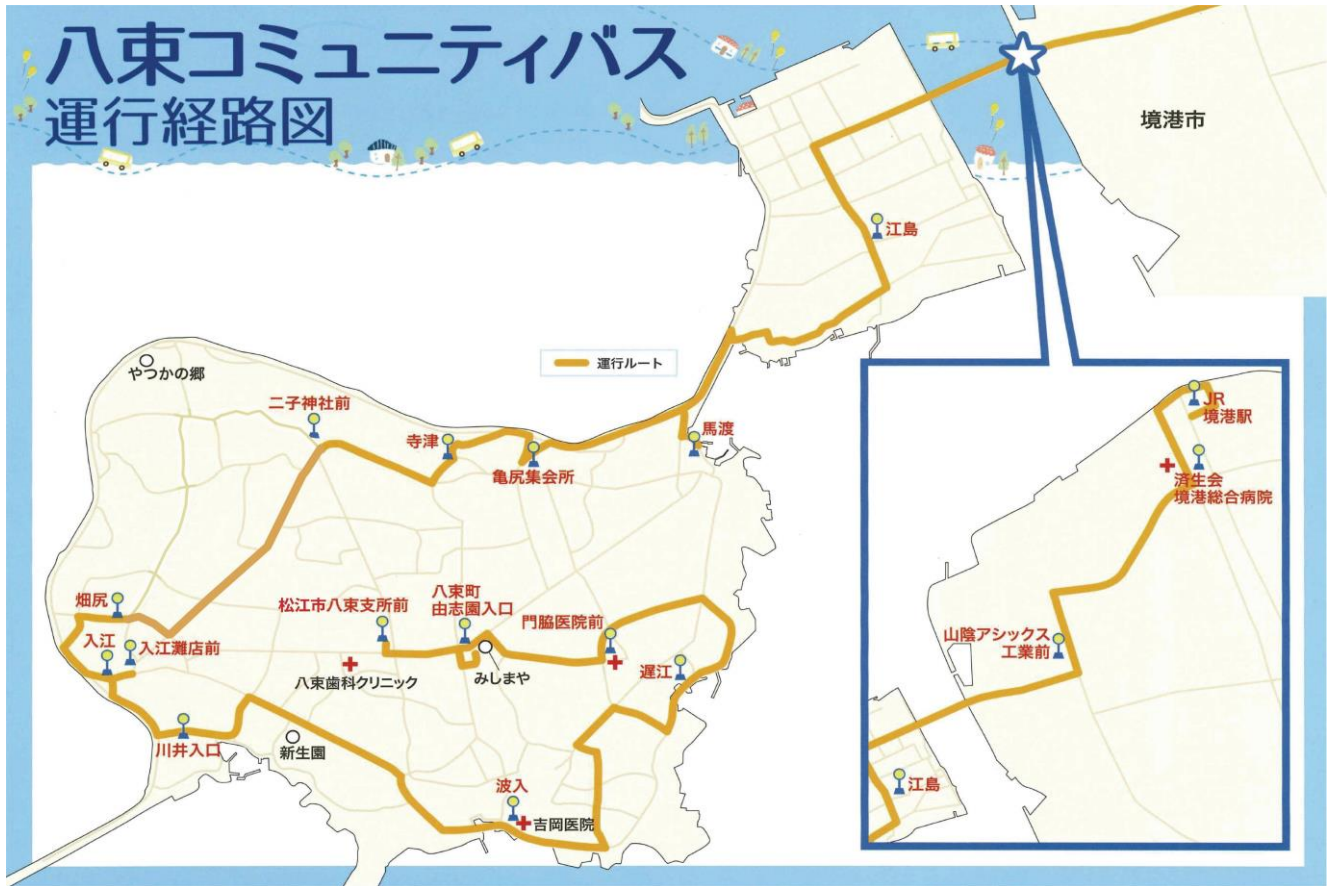 八束コミュニティバス
運行経路図
境港市
江島
運行ルート
やつかの郷
二子神社前
寺津
亀尻集会所
馬渡
JR
境港駅
済生会
境港総合病院
畑尻
入江
入江灘店前
松江市八束支所前
八束町
由志園入口
門脇医院前
山陰アシックス
工業前
八束歯科クリニック
みしまや
遅江
川井入口
新生園
波入
吉岡医院
江島